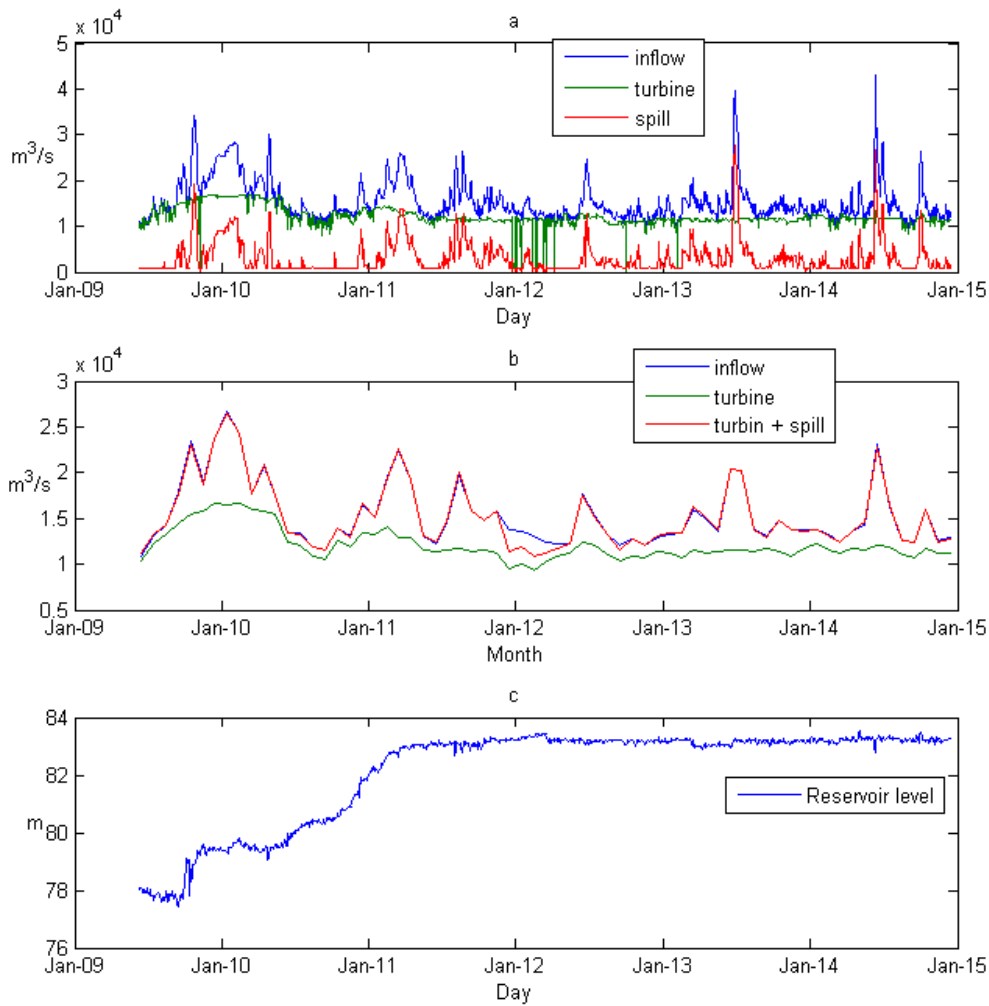 a
x 10^4
5
4
3
2
1
0
m^3/s
inflow
turbine
spill
Jan-09 Jan-10 Jan-11 Jan-12 Jan-13 Jan-14 Jan-15
Day
b
x 10^4
3
2.5
2
1.5
1
0.5
m^3/s
inflow
turbine
turbin + spill
Jan-09 Jan-10 Jan-11 Jan-12 Jan-13 Jan-14 Jan-15
Month
c
84
82
80
78
76
m
Reservoir level
Jan-09 Jan-10 Jan-11 Jan-12 Jan-13 Jan-14 Jan-15
Day